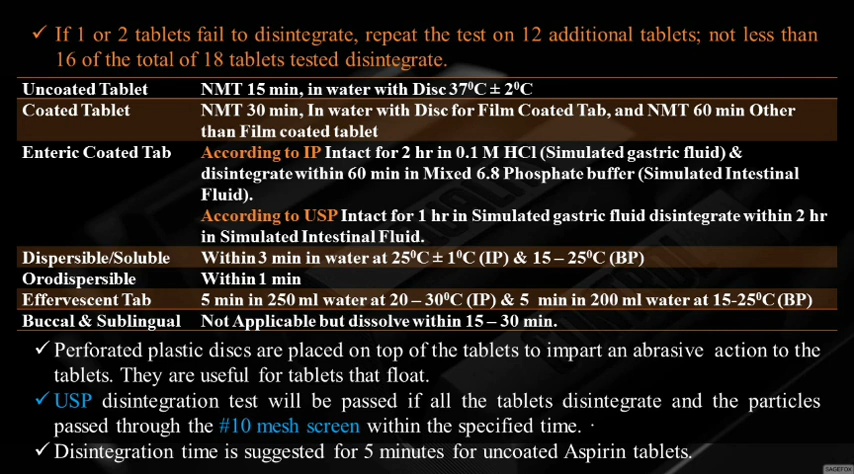 ✓ If 1 or 2 tablets fail to disintegrate, repeat the test on 12 additional tablets; not less than
16 of the total of 18 tablets tested disintegrate.
Uncoated Tablet NMT 15 min, in water with Disc 37⁰C ± 2⁰C
Coated Tablet NMT 30 min, In water with Disc for Film Coated Tab, and NMT 60 min Other
than Film coated tablet
Enteric Coated Tab According to IP Intact for 2 hr in 0.1 M HCl (Simulated gastric fluid) &
disintegrate within 60 min in Mixed 6.8 Phosphate buffer (Simulated Intestinal
Fluid).
According to USP Intact for 1 hr in Simulated gastric fluid disintegrate within 2 hr
in Simulated Intestinal Fluid.
Dispersible/Soluble Within 3 min in water at 25⁰C ± 1⁰C (IP) & 15 – 25⁰C (BP)
Orodispersible Within 1 min
Effervescent Tab 5 min in 250 ml water at 20 – 30⁰C (IP) & 5 min in 200 ml water at 15-25⁰C (BP)
Buccal & Sublingual Not Applicable but dissolve within 15 – 30 min.
✓ Perforated plastic discs are placed on top of the tablets to impart an abrasive action to the
tablets. They are useful for tablets that float.
✓ USP disintegration test will be passed if all the tablets disintegrate and the particles
passed through the #10 mesh screen within the specified time.
✓ Disintegration time is suggested for 5 minutes for uncoated Aspirin tablets.
SAGEFOX